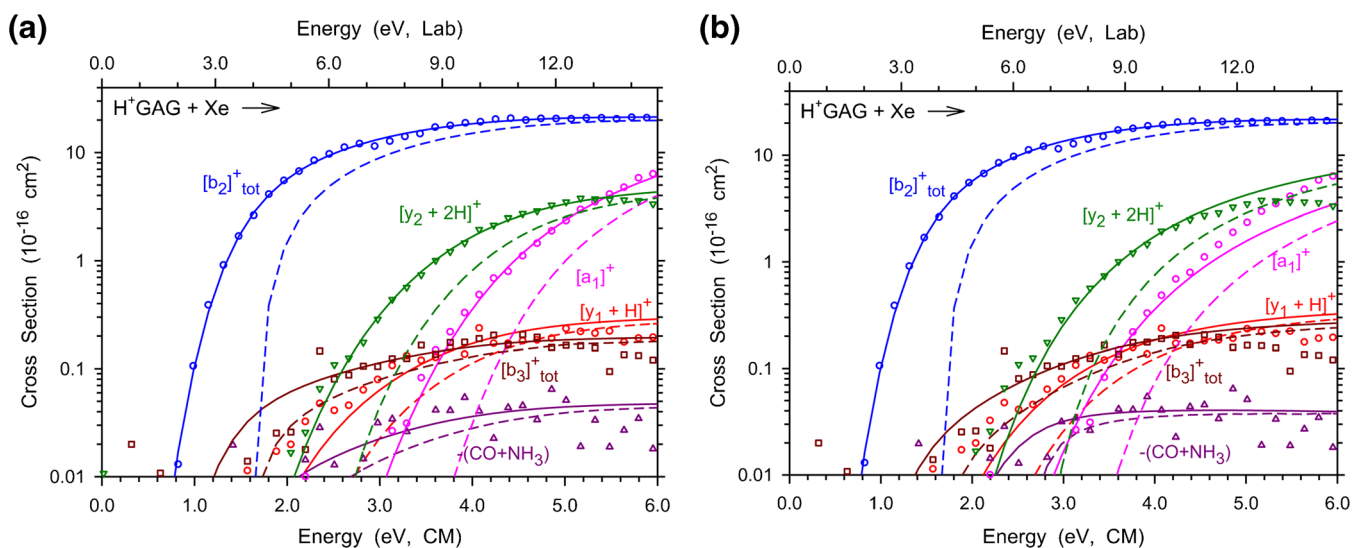 (a)
Energy (eV, Lab)
0.0 3.0 6.0 9.0 12.0
H⁺GAG + Xe →
Cross Section (10⁻¹⁶ cm²)
10
1
0.1
0.01
[b₂]⁺tot
[y₂ + 2H]⁺
[a₁]⁺
[y₁ + H]⁺
[b₃]⁺tot
-(CO+NH₃)
0.0 1.0 2.0 3.0 4.0 5.0 6.0
Energy (eV, CM)
(b)
Energy (eV, Lab)
0.0 3.0 6.0 9.0 12.0
H⁺GAG + Xe →
Cross Section (10⁻¹⁶ cm²)
10
1
0.1
0.01
[b₂]⁺tot
[y₂ + 2H]⁺
[a₁]⁺
[y₁ + H]⁺
[b₃]⁺tot
-(CO+NH₃)
0.0 1.0 2.0 3.0 4.0 5.0 6.0
Energy (eV, CM)